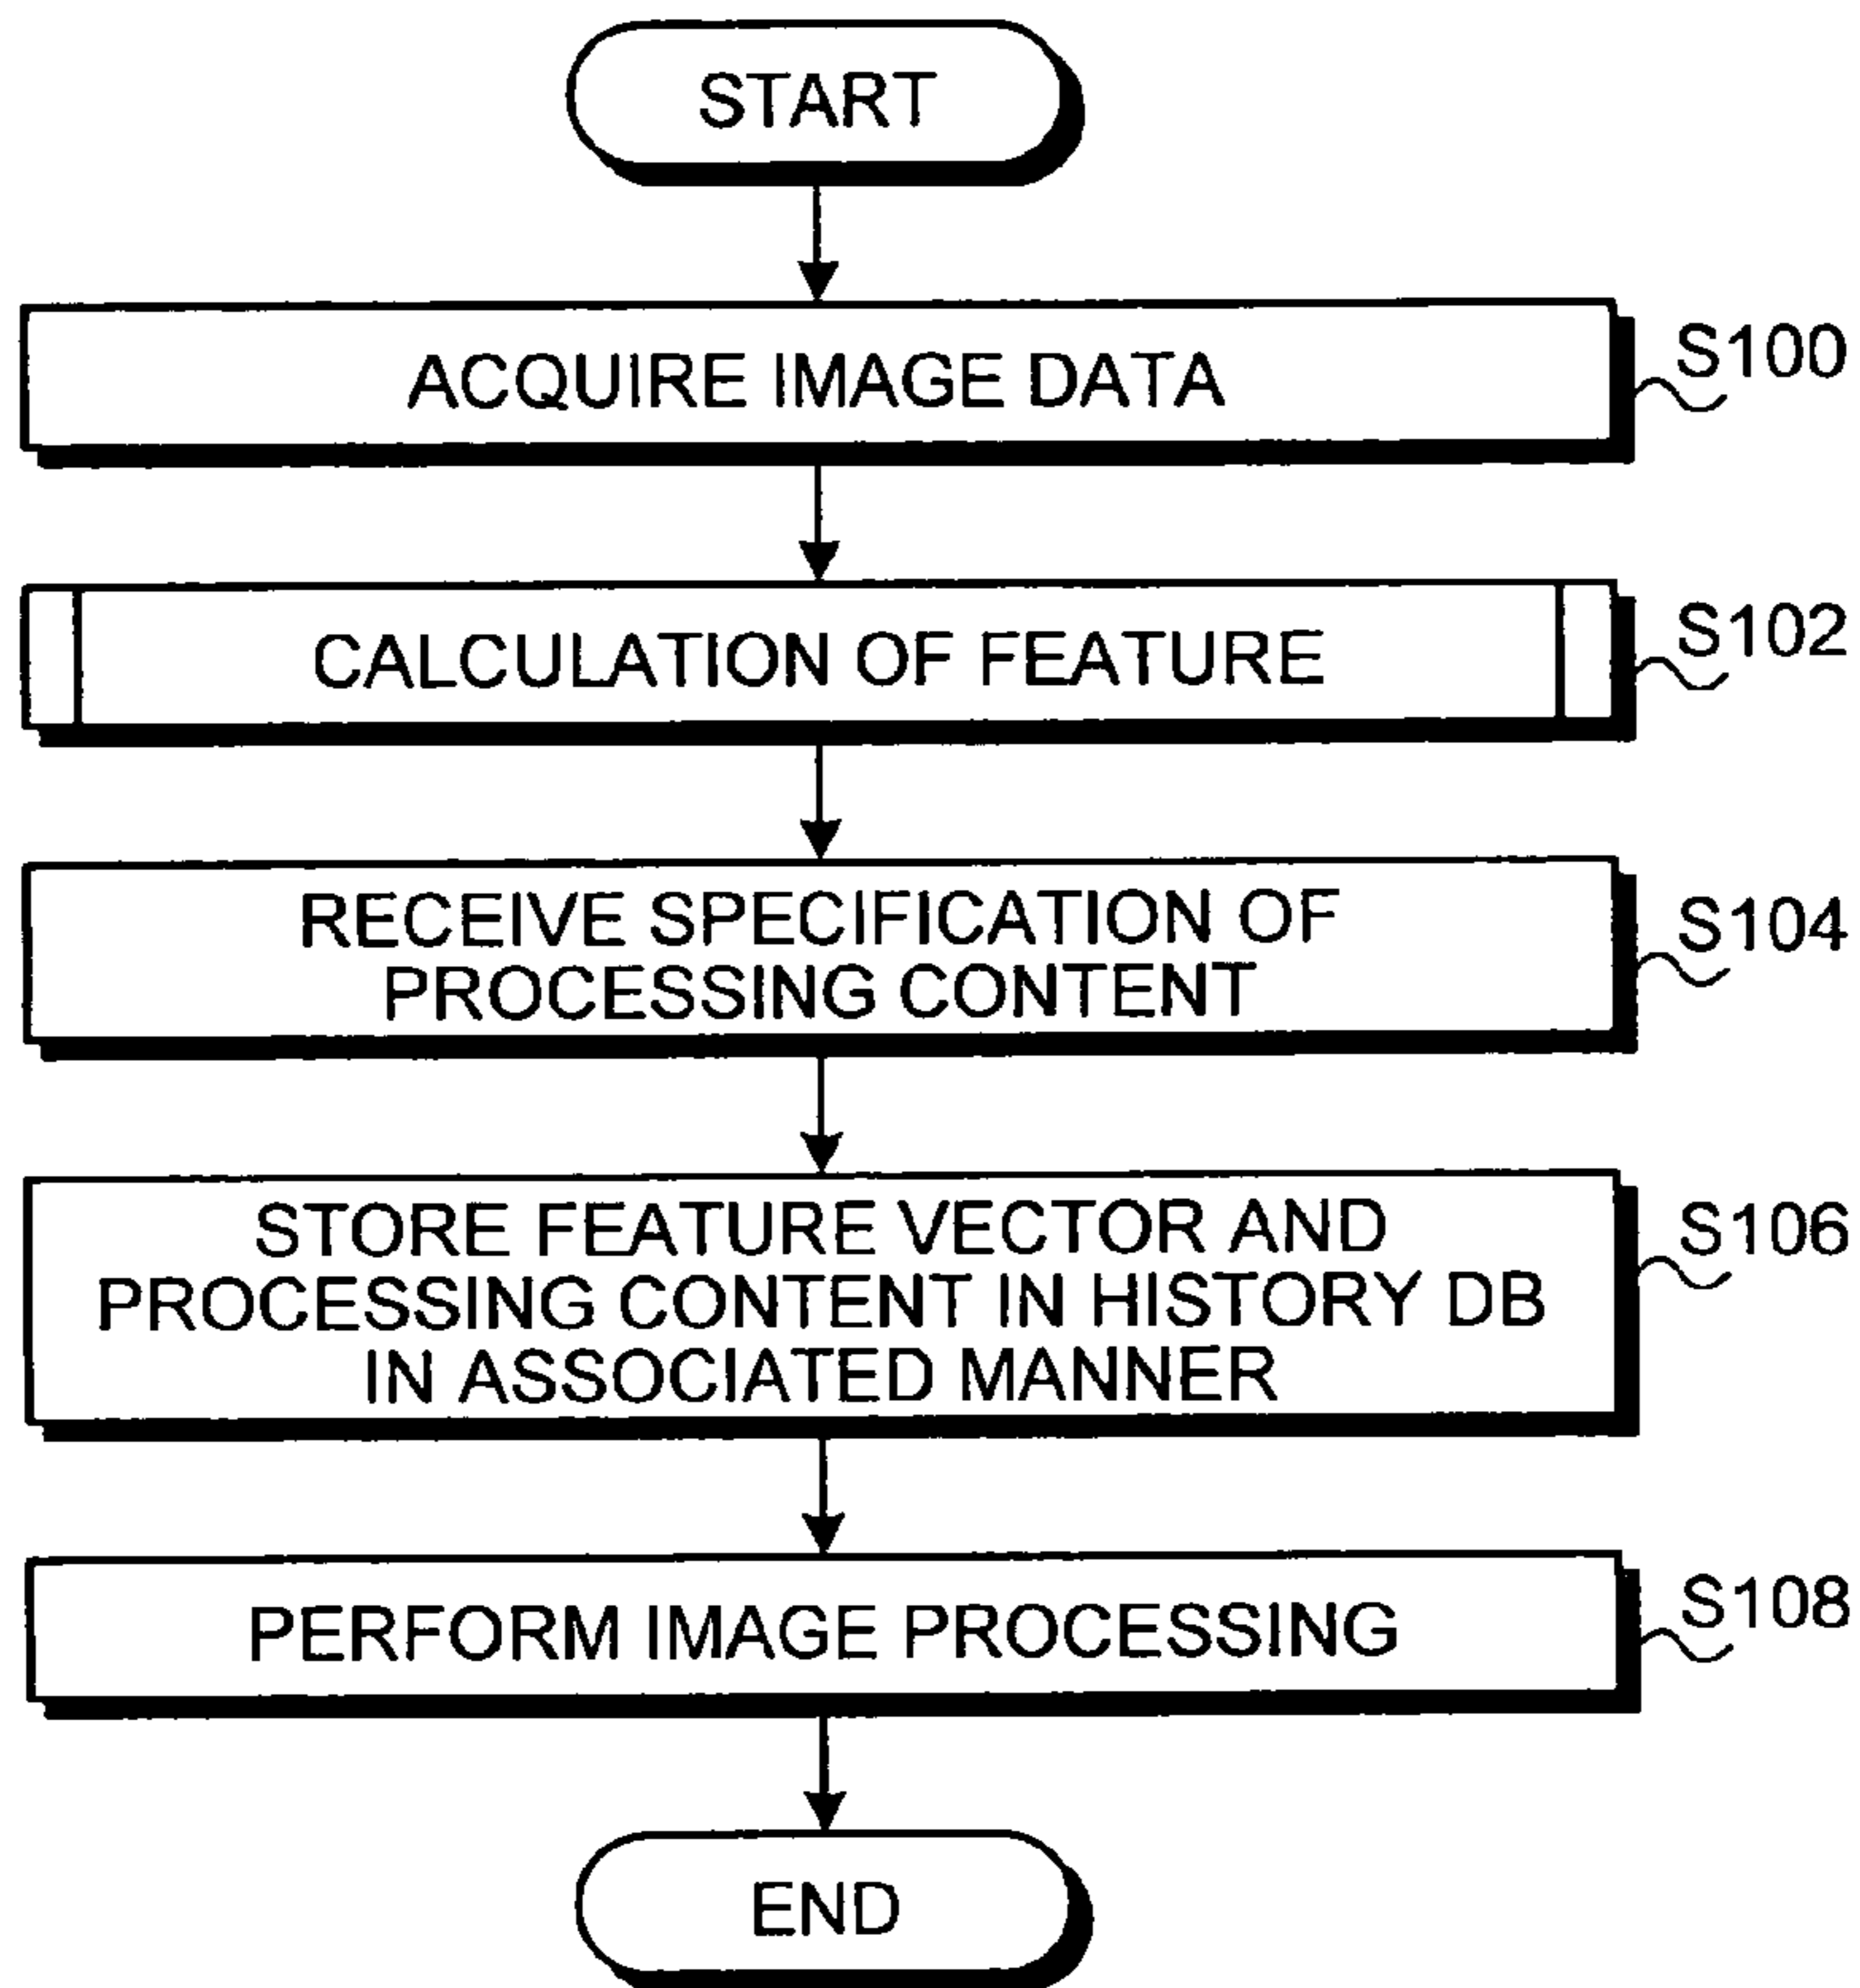 START
ACQUIRE IMAGE DATA
S100
CALCULATION OF FEATURE
S102
RECEIVE SPECIFICATION OF
PROCESSING CONTENT
S104
STORE FEATURE VECTOR AND
PROCESSING CONTENT IN HISTORY DB
IN ASSOCIATED MANNER
S106
PERFORM IMAGE PROCESSING
S108
END